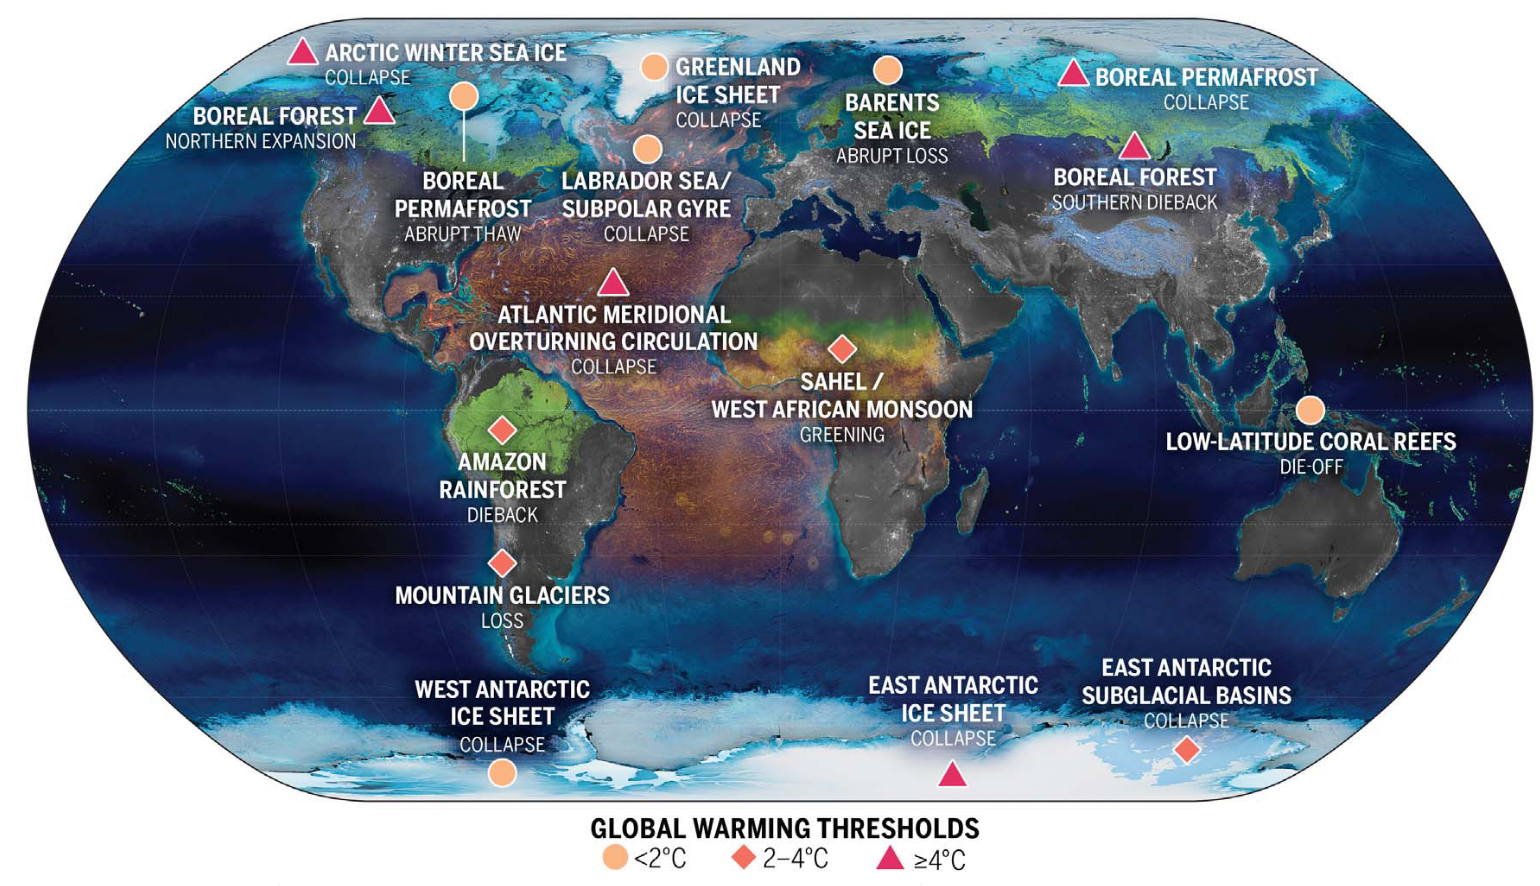 ARCTIC WINTER SEA ICE
COLLAPSE
BOREAL FOREST
NORTHERN EXPANSION
BOREAL
PERMAFROST
ABRUPT THAW
GREENLAND
ICE SHEET
COLLAPSE
LABRADOR SEA/
SUBPOLAR GYRE
COLLAPSE
BARENTS
SEA ICE
ABRUPT LOSS
BOREAL PERMAFROST
COLLAPSE
BOREAL FOREST
SOUTHERN DIEBACK
ATLANTIC MERIDIONAL
OVERTURNING CIRCULATION
COLLAPSE
SAHEL /
WEST AFRICAN MONSOON
GREENING
LOW-LATITUDE CORAL REEFS
DIE-OFF
AMAZON
RAINFOREST
DIEBACK
MOUNTAIN GLACIERS
LOSS
WEST ANTARCTIC
ICE SHEET
COLLAPSE
EAST ANTARCTIC
ICE SHEET
COLLAPSE
EAST ANTARCTIC
SUBGLACIAL BASINS
COLLAPSE
GLOBAL WARMING THRESHOLDS
<2°C 2–4°C ≥4°C